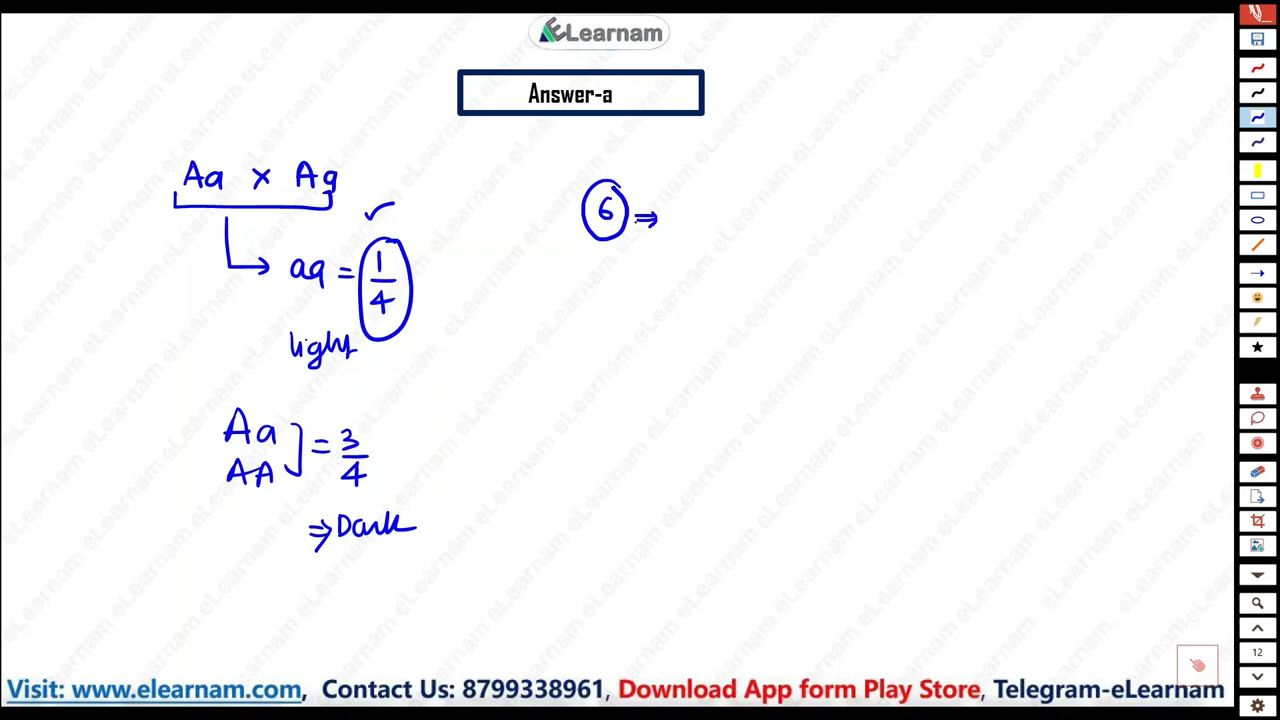 eLearnam
Answer-a
Aa × Aa
aa = 1/4
light
Aa
AA ] = 3/4
⇒ Dark
6 ⇒
12
Visit: www.elearnam.com, Contact Us: 8799338961, Download App form Play Store, Telegram-eLearnam